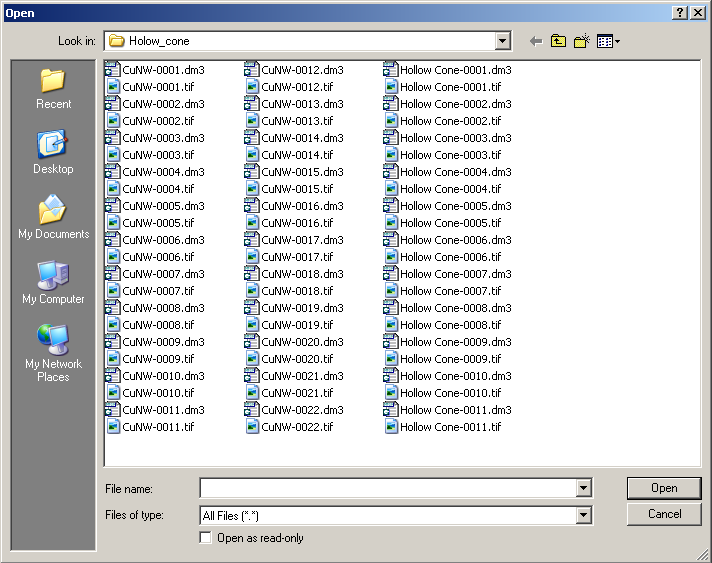 Open
Look in: Holow_cone
Recent
Desktop
My Documents
My Computer
My Network
Places
CuNW-0001.dm3 CuNW-0012.dm3 Hollow Cone-0001.dm3
CuNW-0001.tif CuNW-0012.tif Hollow Cone-0001.tif
CuNW-0002.dm3 CuNW-0013.dm3 Hollow Cone-0002.dm3
CuNW-0002.tif CuNW-0013.tif Hollow Cone-0002.tif
CuNW-0003.dm3 CuNW-0014.dm3 Hollow Cone-0003.dm3
CuNW-0003.tif CuNW-0014.tif Hollow Cone-0003.tif
CuNW-0004.dm3 CuNW-0015.dm3 Hollow Cone-0004.dm3
CuNW-0004.tif CuNW-0015.tif Hollow Cone-0004.tif
CuNW-0005.dm3 CuNW-0016.dm3 Hollow Cone-0005.dm3
CuNW-0005.tif CuNW-0016.tif Hollow Cone-0005.tif
CuNW-0006.dm3 CuNW-0017.dm3 Hollow Cone-0006.dm3
CuNW-0006.tif CuNW-0017.tif Hollow Cone-0006.tif
CuNW-0007.dm3 CuNW-0018.dm3 Hollow Cone-0007.dm3
CuNW-0007.tif CuNW-0018.tif Hollow Cone-0007.tif
CuNW-0008.dm3 CuNW-0019.dm3 Hollow Cone-0008.dm3
CuNW-0008.tif CuNW-0019.tif Hollow Cone-0008.tif
CuNW-0009.dm3 CuNW-0020.dm3 Hollow Cone-0009.dm3
CuNW-0009.tif CuNW-0020.tif Hollow Cone-0009.tif
CuNW-0010.dm3 CuNW-0021.dm3 Hollow Cone-0010.dm3
CuNW-0010.tif CuNW-0021.tif Hollow Cone-0010.tif
CuNW-0011.dm3 CuNW-0022.dm3 Hollow Cone-0011.dm3
CuNW-0011.tif CuNW-0022.tif Hollow Cone-0011.tif
File name: Open
Files of type: All Files (*.*) Cancel
Open as read-only